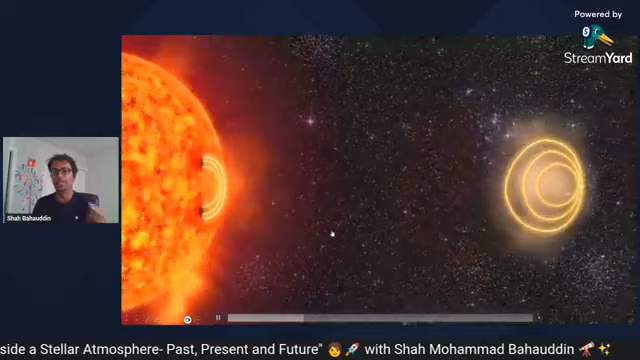 Powered by
StreamYard
Shah Bahauddin
side a Stellar Atmosphere- Past, Present and Future" 🧑🚀 with Shah Mohammad Bahauddin 🔭✨